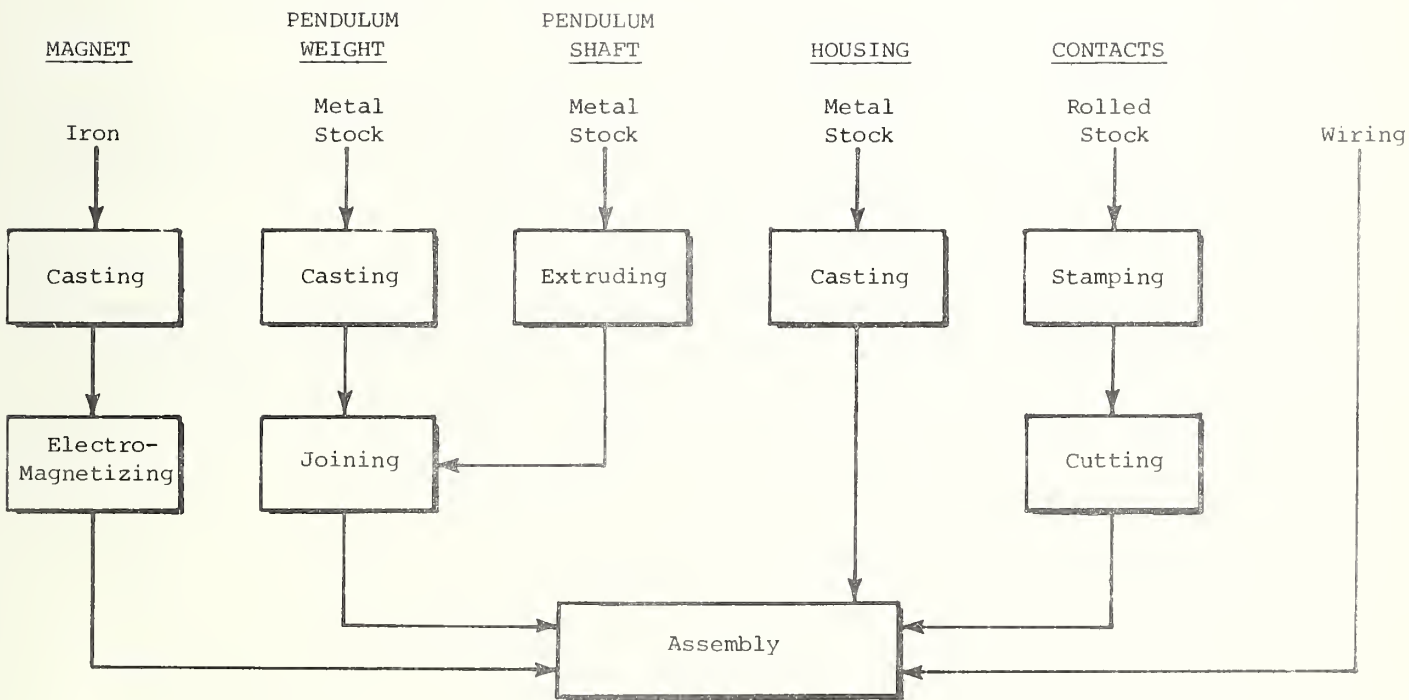 MAGNET
PENDULUM
WEIGHT
PENDULUM
SHAFT
HOUSING
CONTACTS
Iron
Metal
Stock
Metal
Stock
Metal
Stock
Rolled
Stock
Wiring
Casting
Casting
Extruding
Casting
Stamping
Electro-
Magnetizing
Joining
Cutting
Assembly